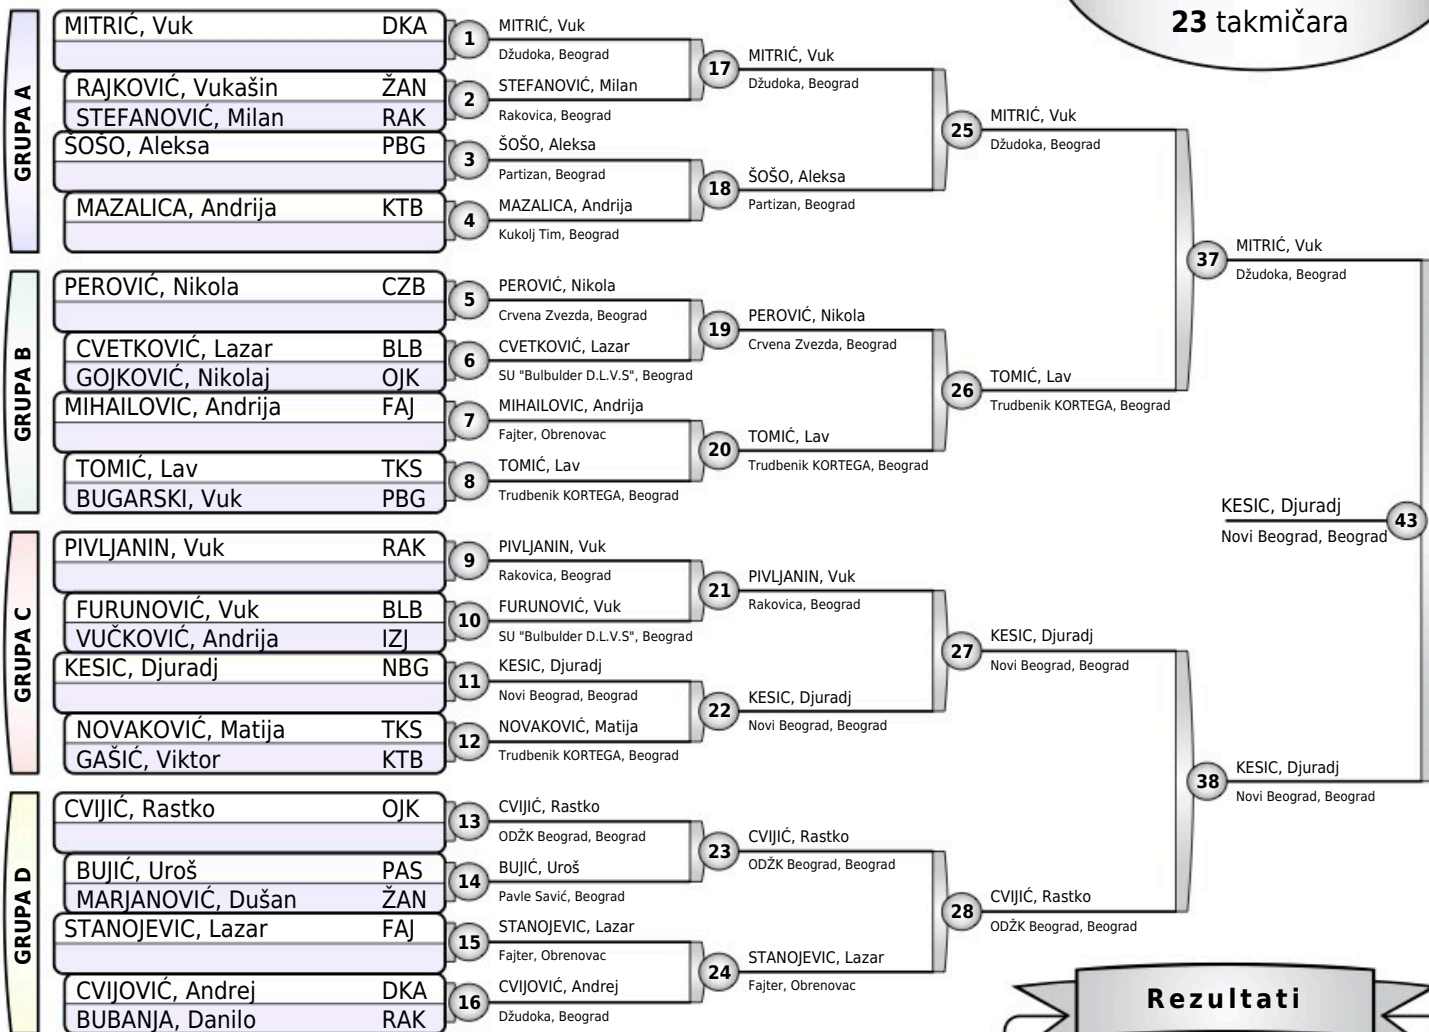 23 takmičara
GRUPA A
MITRIĆ, Vuk DKA
RAJKOVIĆ, Vukašin ŽAN
STEFANOVIĆ, Milan RAK
ŠOŠO, Aleksa PBG
MAZALICA, Andrija KTB
1
MITRIĆ, Vuk
Džudoka, Beograd
2
STEFANOVIĆ, Milan
Rakovica, Beograd
3
ŠOŠO, Aleksa
Partizan, Beograd
4
MAZALICA, Andrija
Kukolj Tim, Beograd
17
MITRIĆ, Vuk
Džudoka, Beograd
18
ŠOŠO, Aleksa
Partizan, Beograd
25
MITRIĆ, Vuk
Džudoka, Beograd
GRUPA B
PEROVIĆ, Nikola CZB
CVETKOVIĆ, Lazar BLB
GOJKOVIĆ, Nikolaj OJK
MIHAILOVIC, Andrija FAJ
TOMIĆ, Lav TKS
BUGARSKI, Vuk PBG
5
PEROVIĆ, Nikola
Crvena Zvezda, Beograd
6
CVETKOVIĆ, Lazar
SU "Bulbulder D.L.V.S", Beograd
7
MIHAILOVIC, Andrija
Fajter, Obrenovac
8
TOMIĆ, Lav
Trudbenik KORTEGA, Beograd
19
PEROVIĆ, Nikola
Crvena Zvezda, Beograd
20
TOMIĆ, Lav
Trudbenik KORTEGA, Beograd
26
TOMIĆ, Lav
Trudbenik KORTEGA, Beograd
37
MITRIĆ, Vuk
Džudoka, Beograd
GRUPA C
PIVLJANIN, Vuk RAK
FURUNOVIĆ, Vuk BLB
VUČKOVIĆ, Andrija IZJ
KESIC, Djuradj NBG
NOVAKOVIĆ, Matija TKS
GAŠIĆ, Viktor KTB
9
PIVLJANIN, Vuk
Rakovica, Beograd
10
FURUNOVIĆ, Vuk
SU "Bulbulder D.L.V.S", Beograd
11
KESIC, Djuradj
Novi Beograd, Beograd
12
NOVAKOVIĆ, Matija
Trudbenik KORTEGA, Beograd
21
PIVLJANIN, Vuk
Rakovica, Beograd
22
KESIC, Djuradj
Novi Beograd, Beograd
27
KESIC, Djuradj
Novi Beograd, Beograd
GRUPA D
CVIJIĆ, Rastko OJK
BUJIĆ, Uroš PAS
MARJANOVIĆ, Dušan ŽAN
STANOJEVIC, Lazar FAJ
CVIJOVIĆ, Andrej DKA
BUBANJA, Danilo RAK
13
CVIJIĆ, Rastko
ODŽK Beograd, Beograd
14
BUJIĆ, Uroš
Pavle Savić, Beograd
15
STANOJEVIC, Lazar
Fajter, Obrenovac
16
CVIJOVIĆ, Andrej
Džudoka, Beograd
23
CVIJIĆ, Rastko
ODŽK Beograd, Beograd
24
STANOJEVIC, Lazar
Fajter, Obrenovac
28
CVIJIĆ, Rastko
ODŽK Beograd, Beograd
38
KESIC, Djuradj
Novi Beograd, Beograd
KESIC, Djuradj
Novi Beograd, Beograd
43
Rezultati